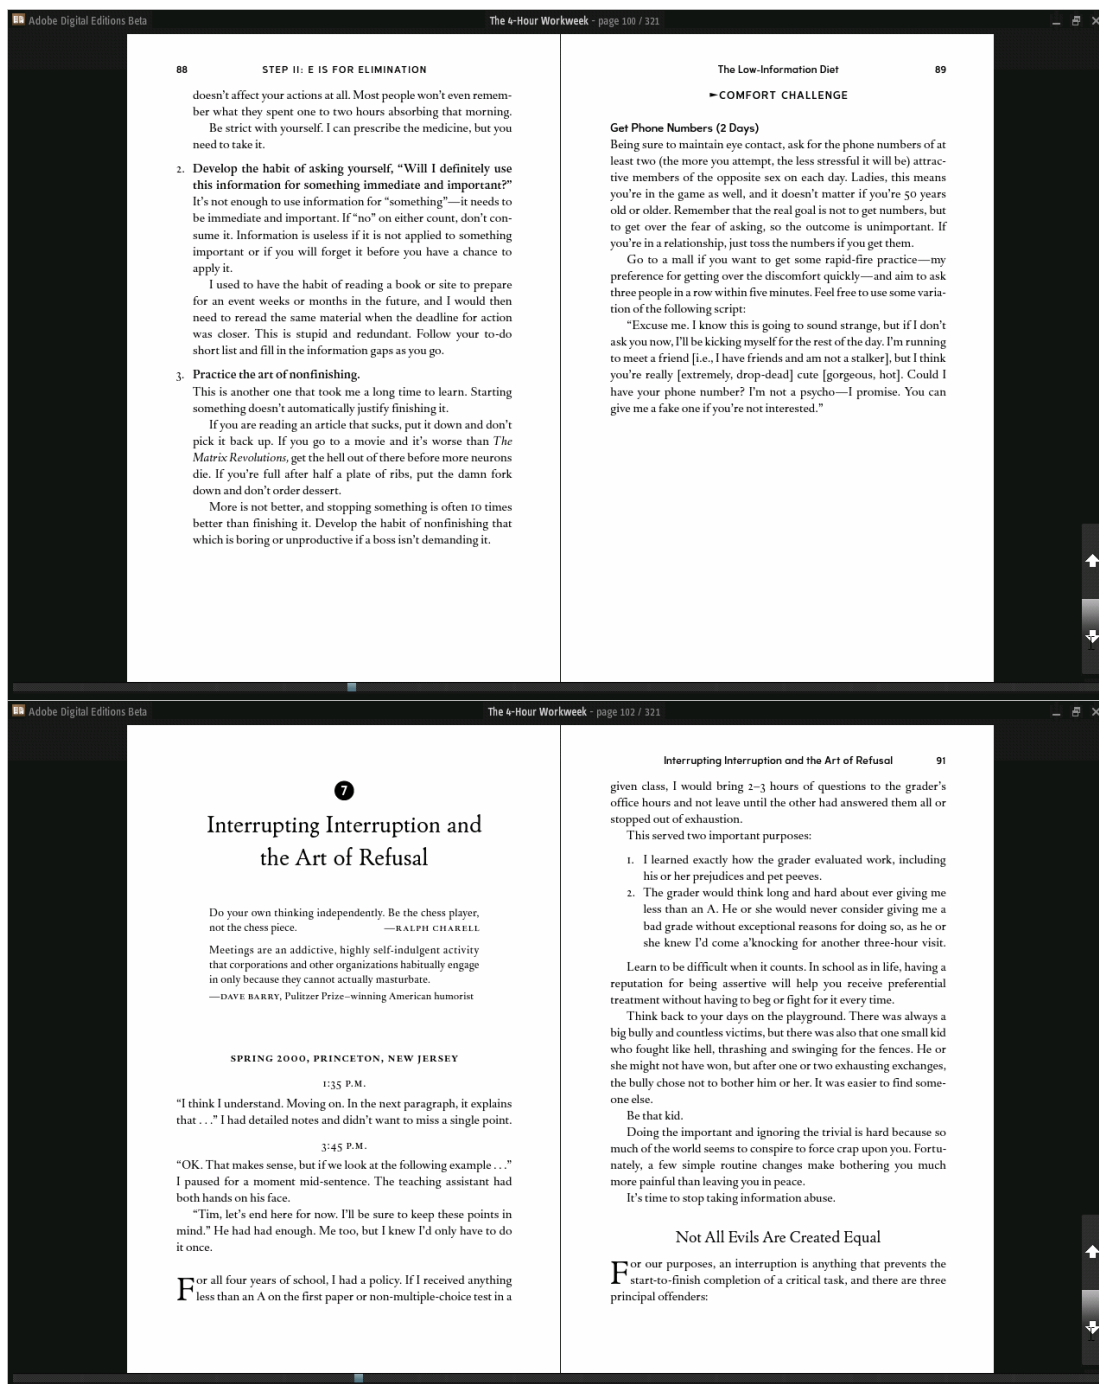 Adobe Digital Editions Beta
The 4-Hour Workweek - page 100 / 321
88
STEP II: E IS FOR ELIMINATION
doesn't affect your actions at all. Most people won't even remem-
ber what they spent one to two hours absorbing that morning.
Be strict with yourself. I can prescribe the medicine, but you
need to take it.
2. Develop the habit of asking yourself, “Will I definitely use
this information for something immediate and important?”
It's not enough to use information for “something”—it needs to
be immediate and important. If “no” on either count, don't con-
sume it. Information is useless if it is not applied to something
important or if you will forget it before you have a chance to
apply it.
I used to have the habit of reading a book or site to prepare
for an event weeks or months in the future, and I would then
need to reread the same material when the deadline for action
was closer. This is stupid and redundant. Follow your to-do
short list and fill in the information gaps as you go.
3. Practice the art of nonfinishing.
This is another one that took me a long time to learn. Starting
something doesn't automatically justify finishing it.
If you are reading an article that sucks, put it down and don't
pick it back up. If you go to a movie and it's worse than The
Matrix Revolutions, get the hell out of there before more neurons
die. If you're full after half a plate of ribs, put the damn fork
down and don't order dessert.
More is not better, and stopping something is often 10 times
better than finishing it. Develop the habit of nonfinishing that
which is boring or unproductive if a boss isn't demanding it.
The Low-Information Diet
89
►COMFORT CHALLENGE
Get Phone Numbers (2 Days)
Being sure to maintain eye contact, ask for the phone numbers of
at least two (the more you attempt, the less stressful it will be) attrac-
tive members of the opposite sex on each day. Ladies, this means
you're in the game as well, and it doesn't matter if you're 50 years
old or older. Remember that the real goal is not to get numbers, but
to get over the fear of asking, so the outcome is unimportant. If
you're in a relationship, just toss the numbers if you get them.
Go to a mall if you want to get some rapid-fire practice—my
preference for getting over the discomfort quickly—and aim to ask
three people in a row within five minutes. Feel free to use some varia-
tion of the following script:
“Excuse me. I know this is going to sound strange, but if I don't
ask you now, I'll be kicking myself for the rest of the day. I'm running
to meet a friend [i.e., I have friends and am not a stalker], but I think
you're really [extremely, drop-dead] cute [gorgeous, hot]. Could I
have your phone number? I'm not a psycho—I promise. You can
give me a fake one if you're not interested.”
Adobe Digital Editions Beta
The 4-Hour Workweek - page 102 / 321
7
Interrupting Interruption and
the Art of Refusal
Do your own thinking independently. Be the chess player,
not the chess piece. —RALPH CHARELL
Meetings are an addictive, highly self-indulgent activity
that corporations and other organizations habitually engage
in only because they cannot actually masturbate.
—DAVE BARRY, Pulitzer Prize–winning American humorist
SPRING 2000, PRINCETON, NEW JERSEY
1:35 P.M.
“I think I understand. Moving on. In the next paragraph, it explains
that . . .” I had detailed notes and didn't want to miss a single point.
3:45 P.M.
“OK. That makes sense, but if we look at the following example . . .”
I paused for a moment mid-sentence. The teaching assistant had
both hands on his face.
“Tim, let's end here for now. I'll be sure to keep these points in
mind.” He had had enough. Me too, but I knew I'd only have to do
it once.
For all four years of school, I had a policy. If I received anything
less than an A on the first paper or non-multiple-choice test in a
Interrupting Interruption and the Art of Refusal
91
given class, I would bring 2–3 hours of questions to the grader's
office hours and not leave until the other had answered them all or
stopped out of exhaustion.
This served two important purposes:
1. I learned exactly how the grader evaluated work, including
his or her prejudices and pet peeves.
2. The grader would think long and hard about ever giving me
less than an A. He or she would never consider giving me a
bad grade without exceptional reasons for doing so, as he or
she knew I'd come a'knocking for another three-hour visit.
Learn to be difficult when it counts. In school as in life, having a
reputation for being assertive will help you receive preferential
treatment without having to beg or fight for it every time.
Think back to your days on the playground. There was always a
big bully and countless victims, but there was also that one small kid
who fought like hell, thrashing and swinging for the fences. He or
she might not have won, but after one or two exhausting exchanges,
the bully chose not to bother him or her. It was easier to find some-
one else.
Be that kid.
Doing the important and ignoring the trivial is hard because so
much of the world seems to conspire to force crap upon you. Fortu-
nately, a few simple routine changes make bothering you much
more painful than leaving you in peace.
It's time to stop taking information abuse.
Not All Evils Are Created Equal
For our purposes, an interruption is anything that prevents the
start-to-finish completion of a critical task, and there are three
principal offenders: